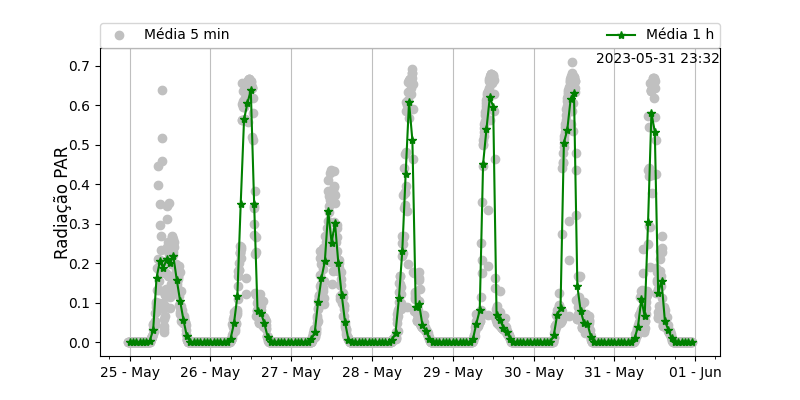 Média 5 min
Média 1 h
2023-05-31 23:32
Radiação PAR
0.7
0.6
0.5
0.4
0.3
0.2
0.1
0.0
25 - May 26 - May 27 - May 28 - May 29 - May 30 - May 31 - May 01 - Jun